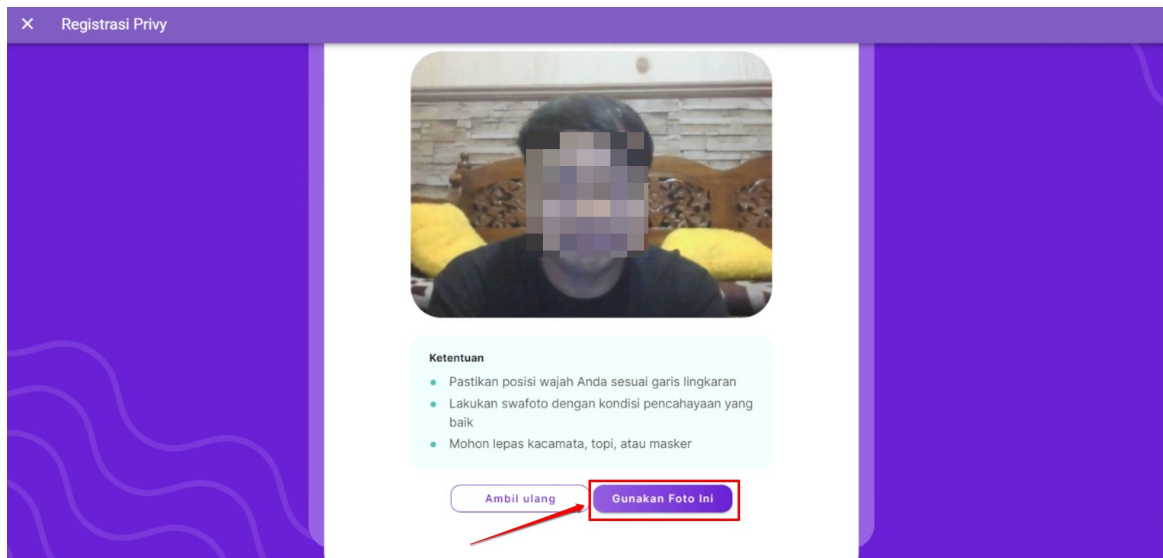 × Registrasi Privy
Ketentuan
• Pastikan posisi wajah Anda sesuai garis lingkaran
• Lakukan swafoto dengan kondisi pencahayaan yang
baik
• Mohon lepas kacamata, topi, atau masker
Ambil ulang
Gunakan Foto Ini